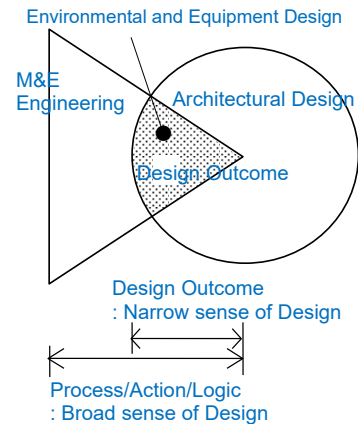 Environmental and Equipment Design
M&E
Engineering
Architectural Design
Design Outcome
Design Outcome
: Narrow sense of Design
Process/Action/Logic
: Broad sense of Design